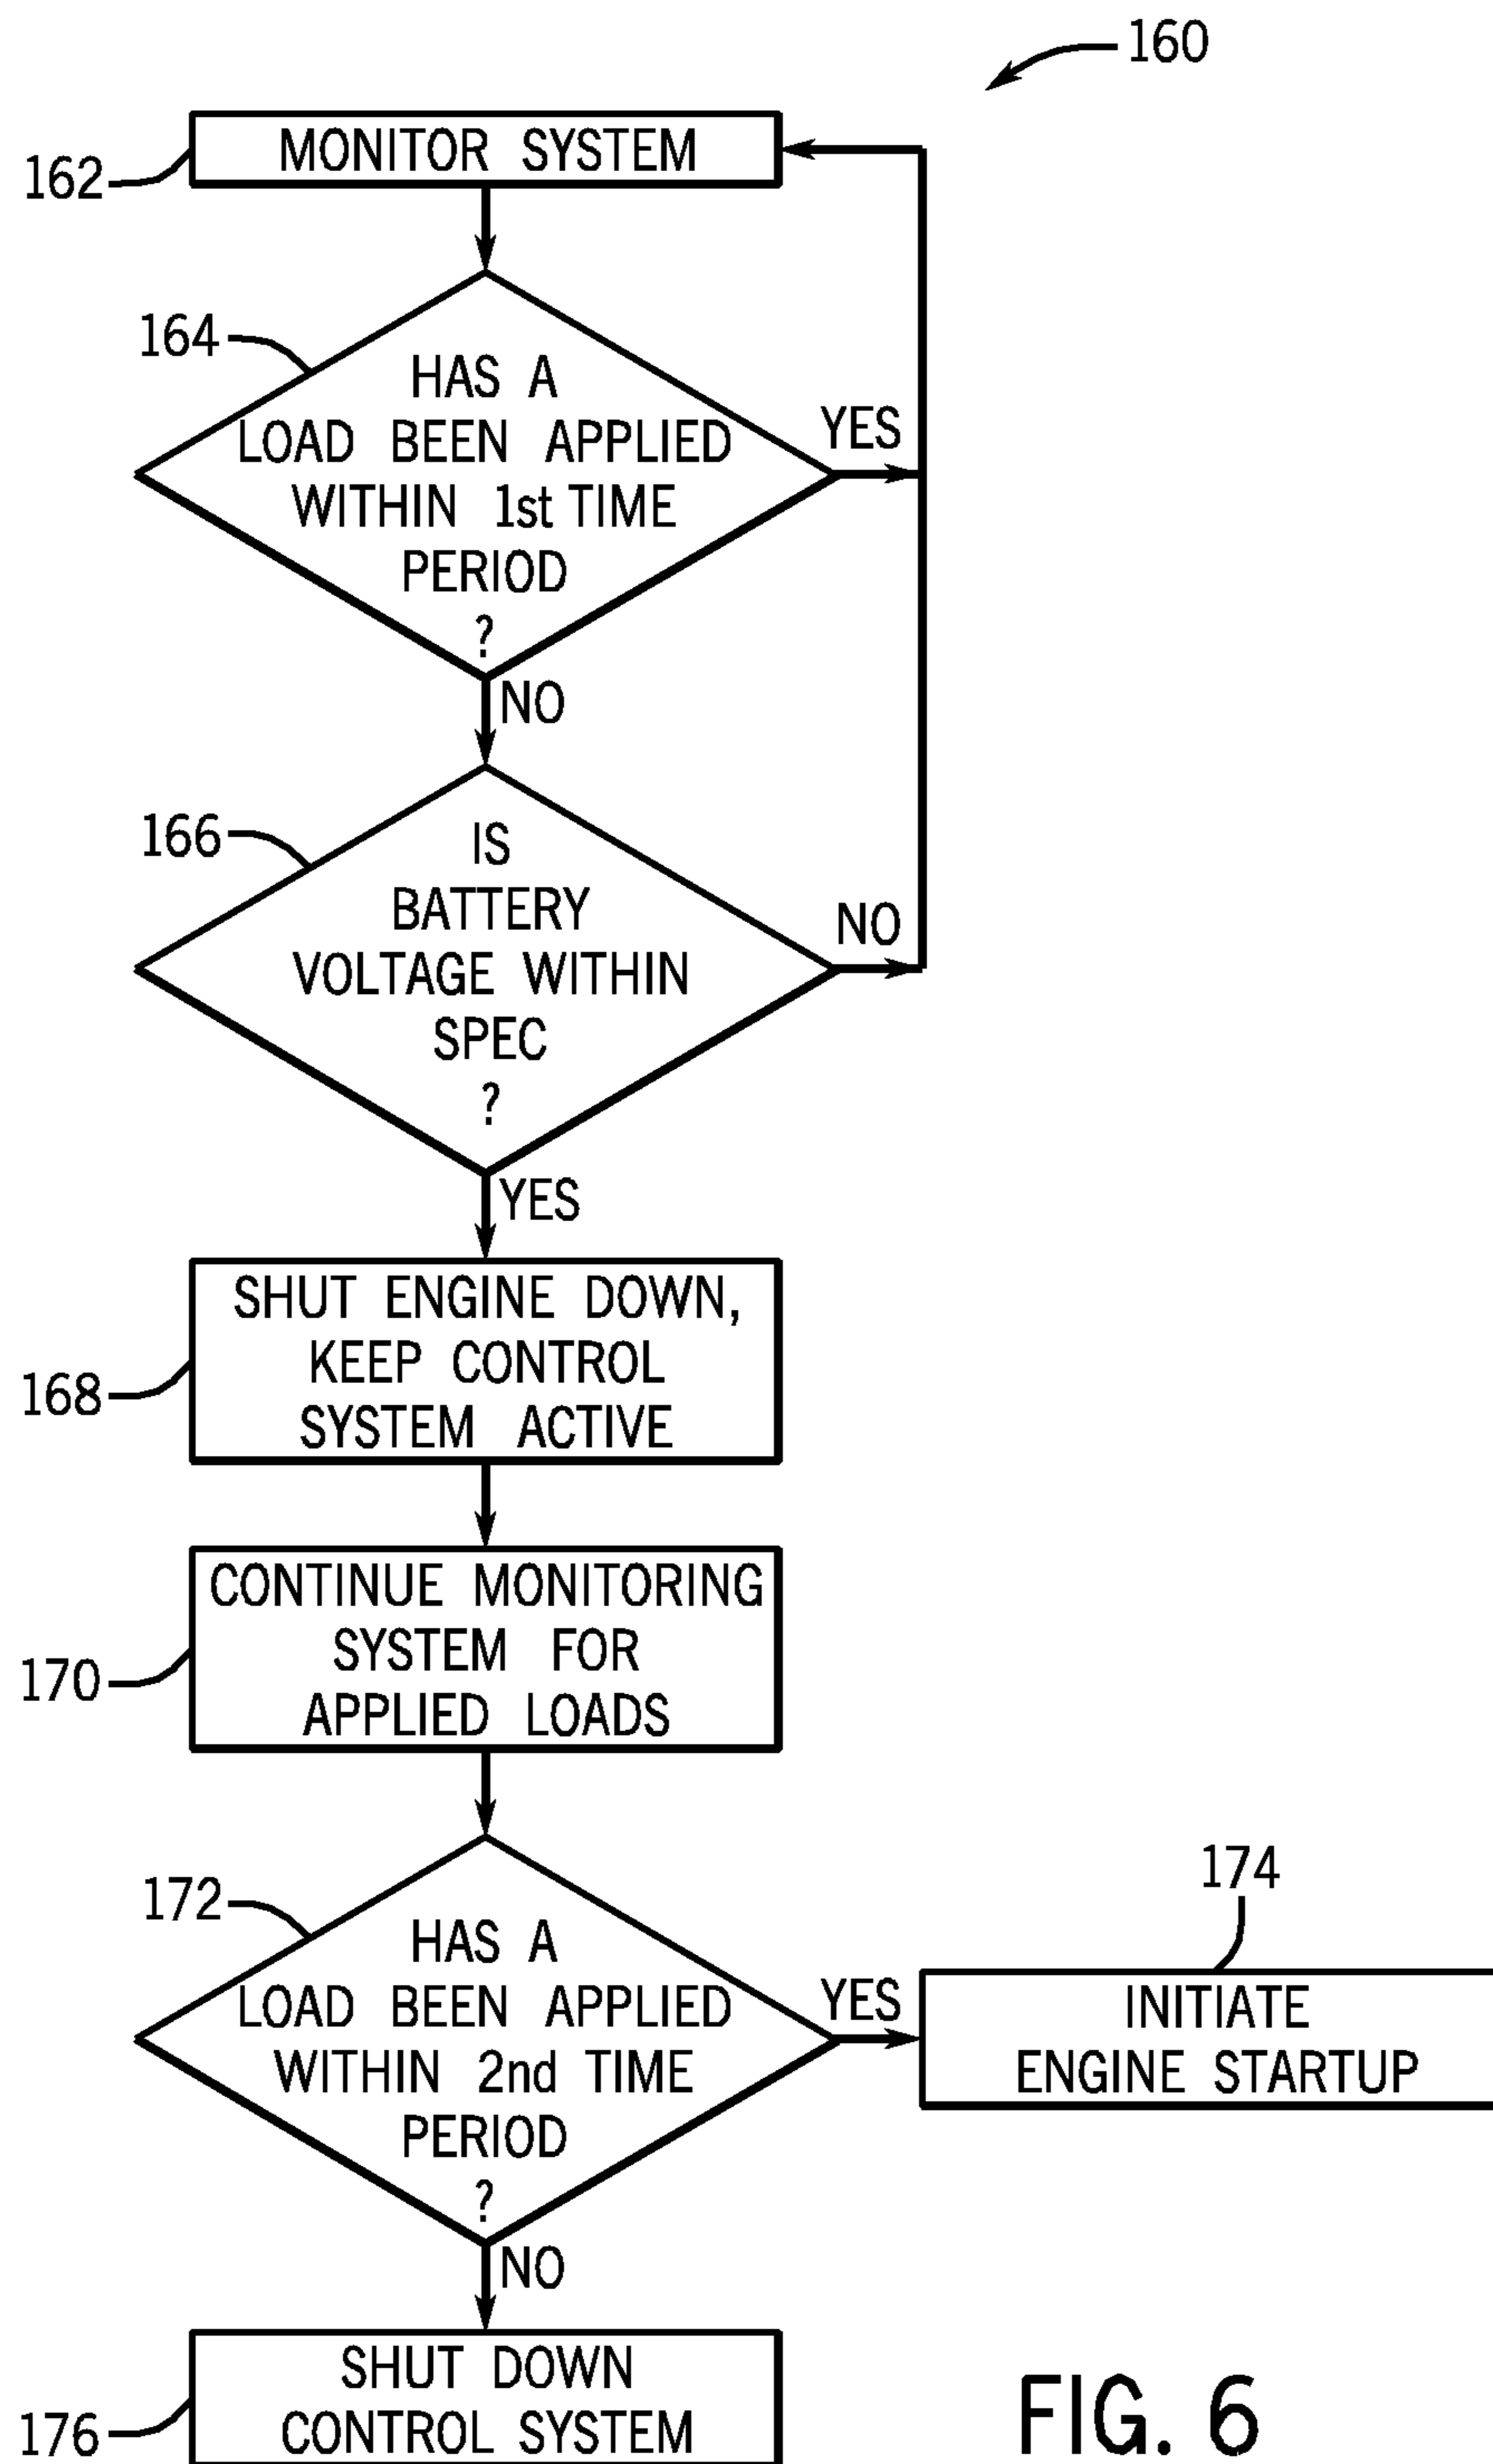 160
162
MONITOR SYSTEM
164
HAS A
LOAD BEEN APPLIED
WITHIN 1st TIME
PERIOD
?
YES
NO
166
IS
BATTERY
VOLTAGE WITHIN
SPEC
?
NO
YES
168
SHUT ENGINE DOWN,
KEEP CONTROL
SYSTEM ACTIVE
170
CONTINUE MONITORING
SYSTEM FOR
APPLIED LOADS
172
HAS A
LOAD BEEN APPLIED
WITHIN 2nd TIME
PERIOD
?
YES
174
INITIATE
ENGINE STARTUP
NO
176
SHUT DOWN
CONTROL SYSTEM
FIG. 6